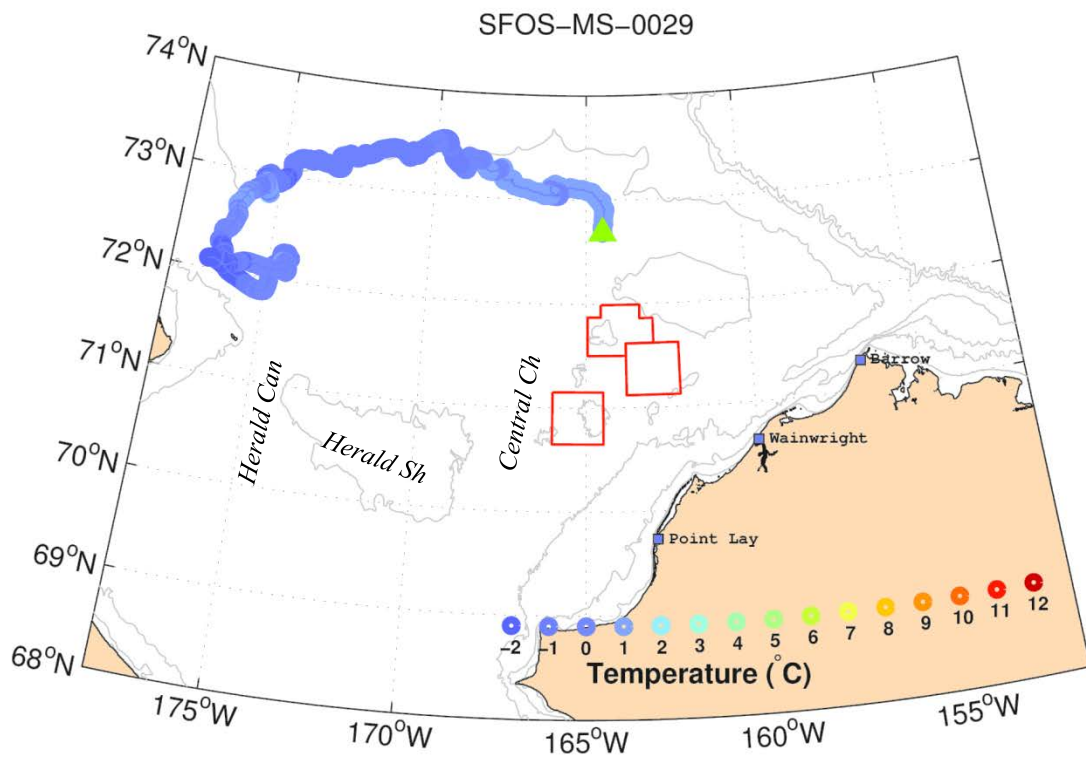 SFOS−MS−0029
74°N
73°N
72°N
71°N
70°N
69°N
68°N
Herald Can
Herald Sh
Central Ch
Barrow
Wainwright
Point Lay
−2 −1 0 1 2 3 4 5 6 7 8 9 10 11 12
Temperature (°C)
175°W 170°W 165°W 160°W 155°W